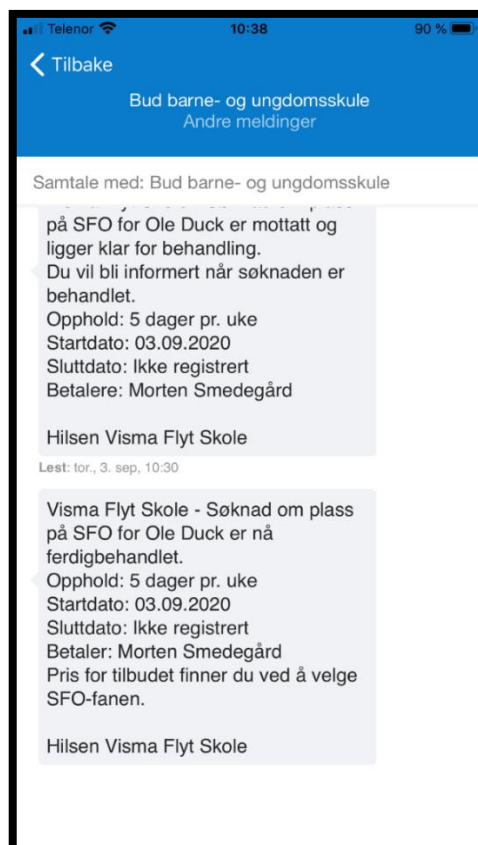 Telenor 10:38 90 %
Tilbake
Bud barne- og ungdomsskule
Andre meldinger
Samtale med: Bud barne- og ungdomsskule
på SFO for Ole Duck er mottatt og
ligger klar for behandling.
Du vil bli informert når søknaden er
behandlet.
Opphold: 5 dager pr. uke
Startdato: 03.09.2020
Sluttdato: Ikke registrert
Betalere: Morten Smedegård
Hilsen Visma Flyt Skole
Lest: tor., 3. sep, 10:30
Visma Flyt Skole - Søknad om plass
på SFO for Ole Duck er nå
ferdigbehandlet.
Opphold: 5 dager pr. uke
Startdato: 03.09.2020
Sluttdato: Ikke registrert
Betaler: Morten Smedegård
Pris for tilbudet finner du ved å velge
SFO-fanen.
Hilsen Visma Flyt Skole